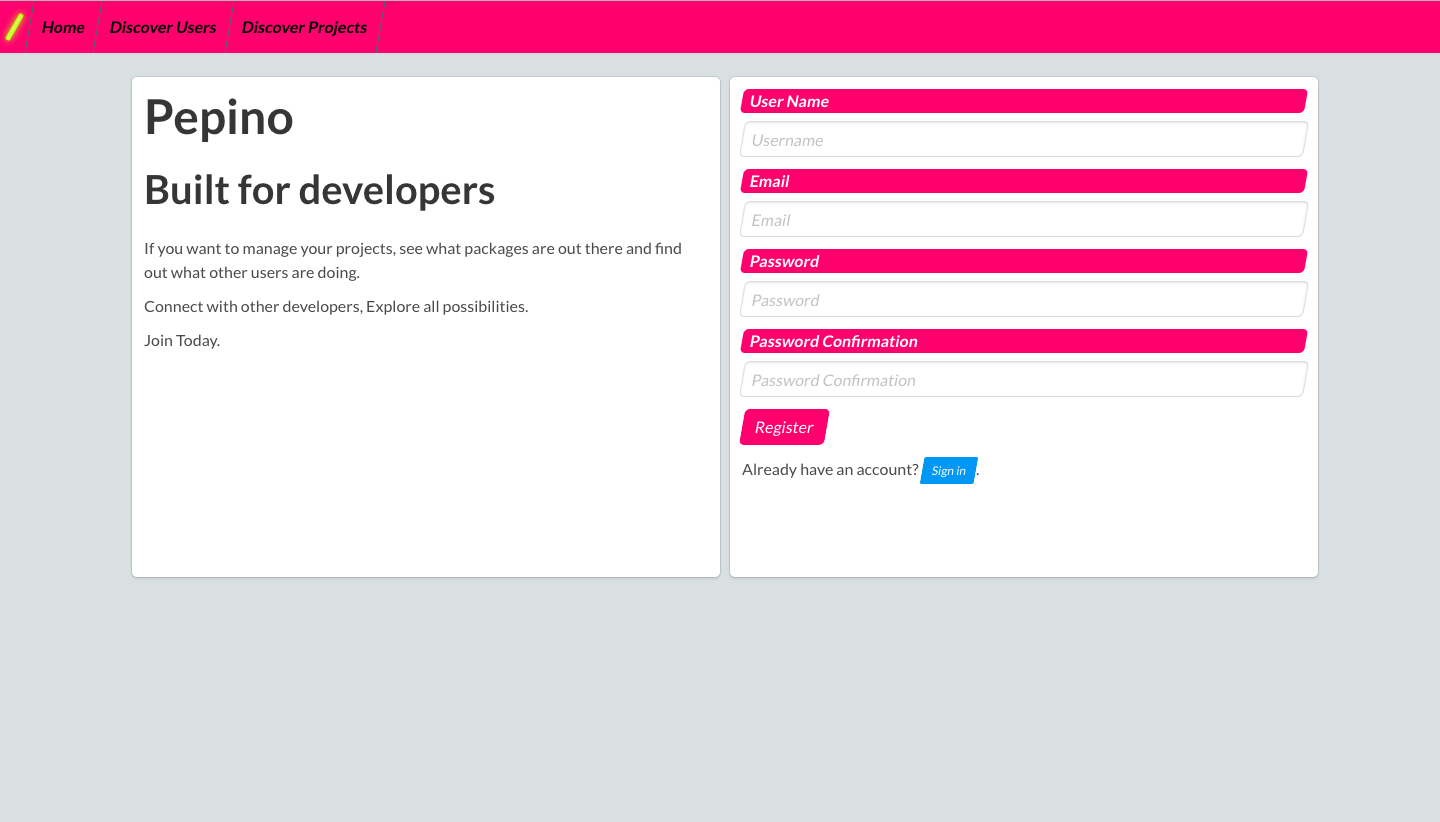 Home
Discover Users
Discover Projects
Pepino
Built for developers
If you want to manage your projects, see what packages are out there and find
out what other users are doing.
Connect with other developers, Explore all possibilities.
Join Today.
User Name
Username
Email
Email
Password
Password
Password Confirmation
Password Confirmation
Register
Already have an account? Sign in.